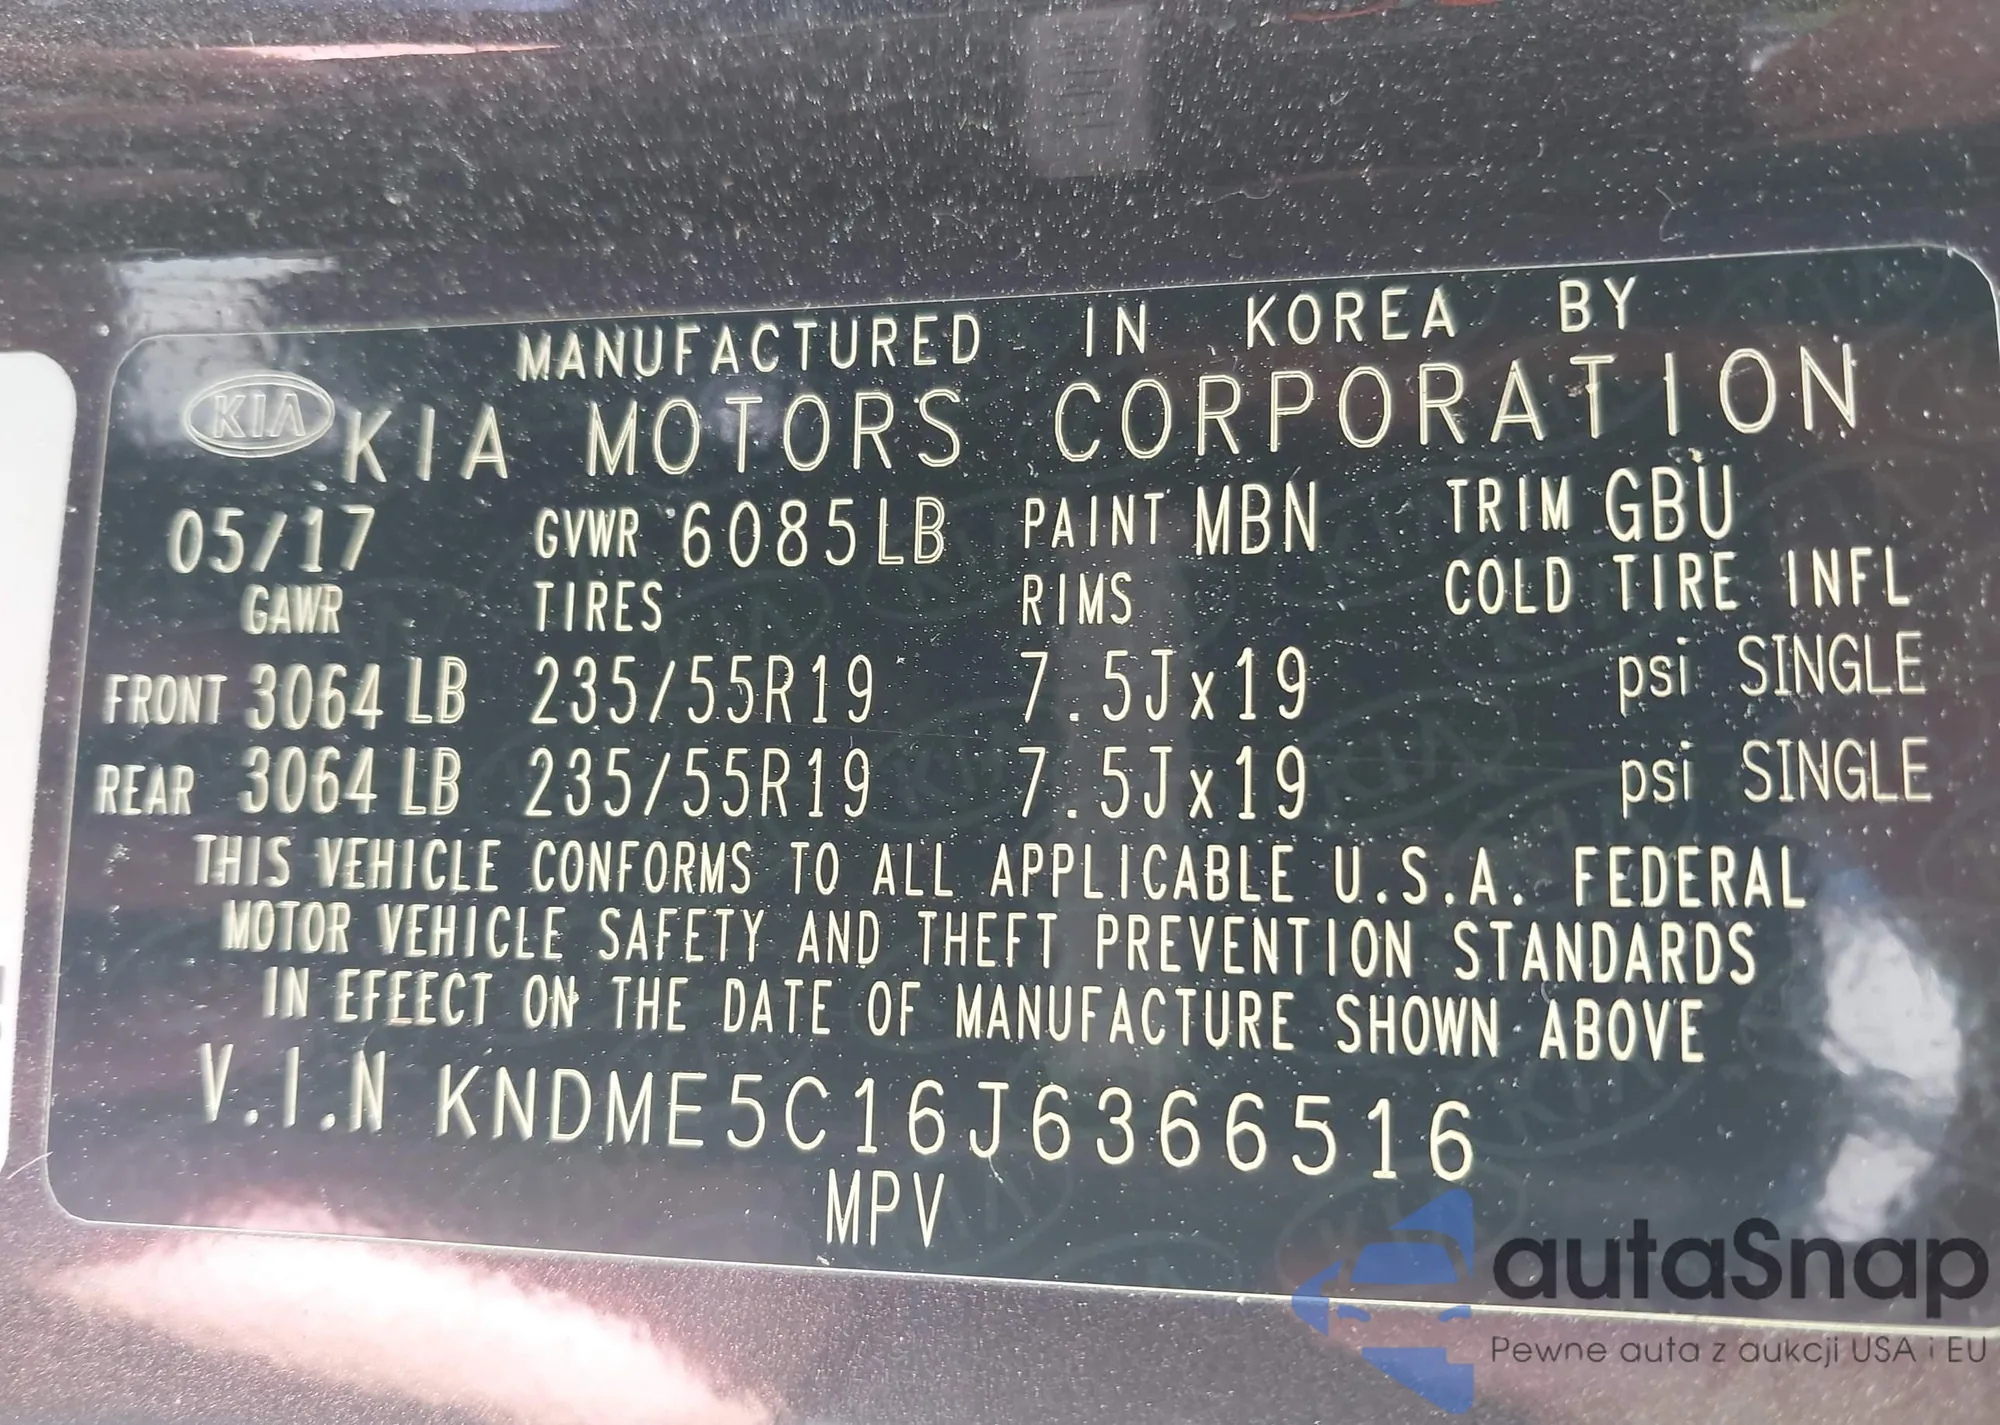 MANUFACTURED IN KOREA BY
KIA KIA MOTORS CORPORATION
05/17 GVWR 6085LB PAINT MBN TRIM GBU
GAWR TIRES RIMS COLD TIRE INFL
FRONT 3064 LB 235/55R19 7.5Jx19 psi SINGLE
REAR 3064 LB 235/55R19 7.5Jx19 psi SINGLE
THIS VEHICLE CONFORMS TO ALL APPLICABLE U.S.A. FEDERAL
MOTOR VEHICLE SAFETY AND THEFT PREVENTION STANDARDS
IN EFEECT ON THE DATE OF MANUFACTURE SHOWN ABOVE
V.I.N KNDME5C16J6366516
MPV
autaSnap
Pewne auta z aukcji USA i EU